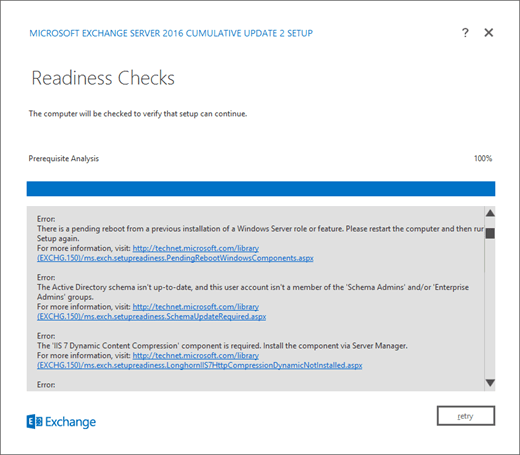 MICROSOFT EXCHANGE SERVER 2016 CUMULATIVE UPDATE 2 SETUP
?
Readiness Checks
The computer will be checked to verify that setup can continue.
Prerequisite Analysis 100%
Error:
There is a pending reboot from a previous installation of a Windows Server role or feature. Please restart the computer and then run
Setup again.
For more information, visit: http://technet.microsoft.com/library
(EXCHG.150)/ms.exch.setupreadiness.PendingRebootWindowsComponents.aspx
Error:
The Active Directory schema isn't up-to-date, and this user account isn't a member of the 'Schema Admins' and/or 'Enterprise
Admins' groups.
For more information, visit: http://technet.microsoft.com/library
(EXCHG.150)/ms.exch.setupreadiness.SchemaUpdateRequired.aspx
Error:
The 'IIS 7 Dynamic Content Compression' component is required. Install the component via Server Manager.
For more information, visit: http://technet.microsoft.com/library
(EXCHG.150)/ms.exch.setupreadiness.LonghornIIS7HttpCompressionDynamicNotInstalled.aspx
Error:
Exchange
retry